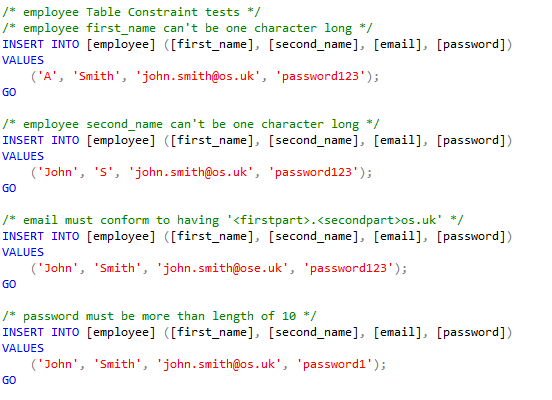 /* employee Table Constraint tests */
/* employee first_name can't be one character long */
INSERT INTO [employee] ([first_name], [second_name], [email], [password])
VALUES
('A', 'Smith', 'john.smith@os.uk', 'password123');
GO
/* employee second_name can't be one character long */
INSERT INTO [employee] ([first_name], [second_name], [email], [password])
VALUES
('John', 'S', 'john.smith@os.uk', 'password123');
GO
/* email must conform to having '<firstpart>.<secondpart>os.uk' */
INSERT INTO [employee] ([first_name], [second_name], [email], [password])
VALUES
('John', 'Smith', 'john.smith@ose.uk', 'password123');
GO
/* password must be more than length of 10 */
INSERT INTO [employee] ([first_name], [second_name], [email], [password])
VALUES
('John', 'Smith', 'john.smith@os.uk', 'password1');
GO